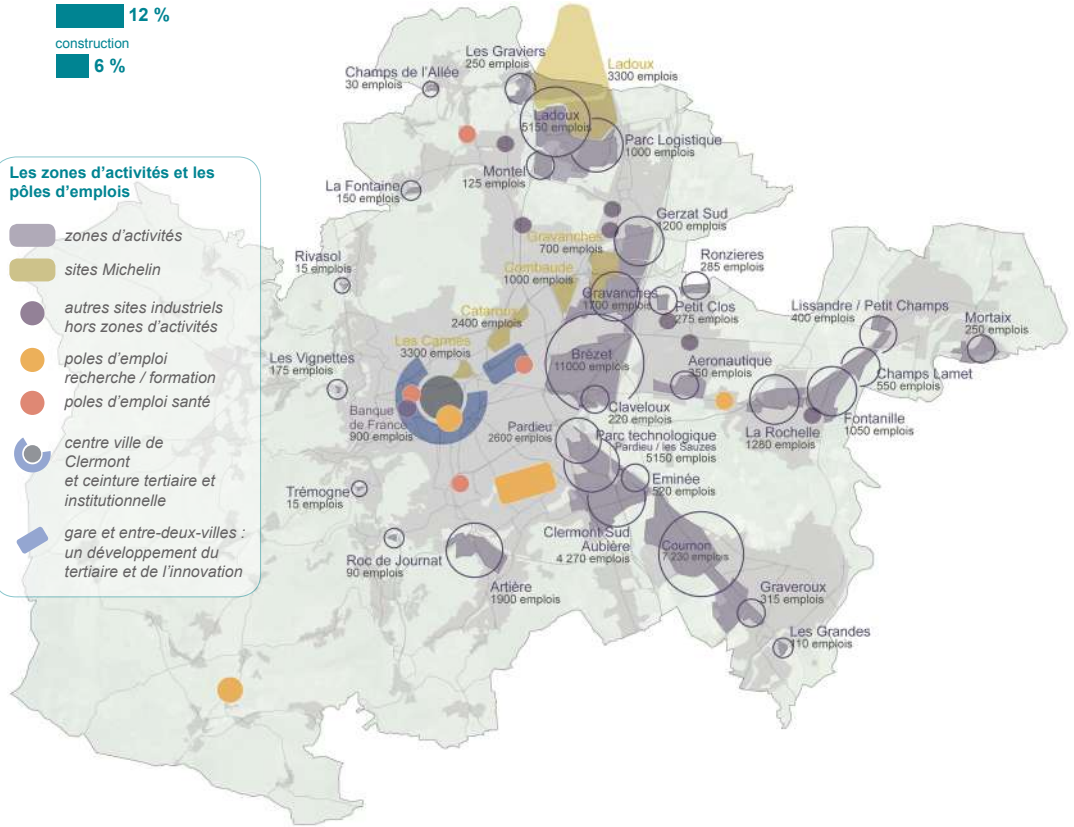 12 %
construction
6 %
Les zones d'activités et les
pôles d'emplois
zones d'activités
sites Michelin
autres sites industriels
hors zones d'activités
poles d'emploi
recherche / formation
poles d'emploi santé
centre ville de
Clermont
et ceinture tertiaire et
institutionnelle
gare et entre-deux-villes :
un développement du
tertiaire et de l'innovation
Les Graviers
250 emplois
Champs de l'Allée
30 emplois
Ladoux
3300 emplois
Ladoux
5150 emplois
Parc Logistique
1000 emplois
Montel
125 emplois
La Fontaine
150 emplois
Gerzat Sud
1200 emplois
Gravanches
700 emplois
Rivasol
15 emplois
Combaude
1000 emplois
Ronzieres
285 emplois
Gravanches
1700 emplois
Petit Clos
275 emplois
Lissandre / Petit Champs
400 emplois
Mortaix
250 emplois
Cataroux
2400 emplois
Les Carmes
3300 emplois
Les Vignettes
175 emplois
Brézet
11000 emplois
Aeronautique
350 emplois
Champs Lamet
550 emplois
Banque
de France
900 emplois
Claveloux
220 emplois
Fontanille
1050 emplois
La Rochelle
1280 emplois
Pardieu
2600 emplois
Parc technologique
Pardieu / les Sauzes
5150 emplois
Eminée
520 emplois
Trémogne
15 emplois
Clermont Sud
Aubière
4 270 emplois
Cournon
7 230 emplois
Roc de Journat
90 emplois
Artière
1900 emplois
Graveroux
315 emplois
Les Grandes
110 emplois